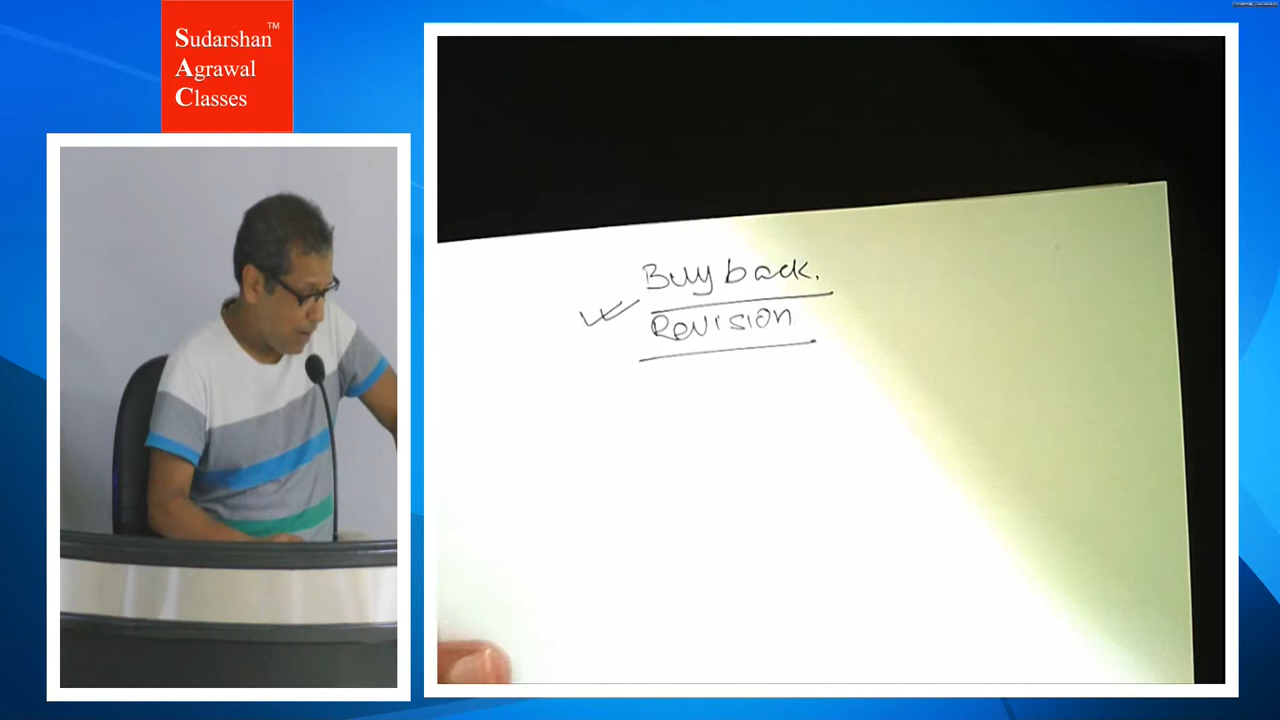 Sudarshan™
Agrawal
Classes
Buy back.
Revision